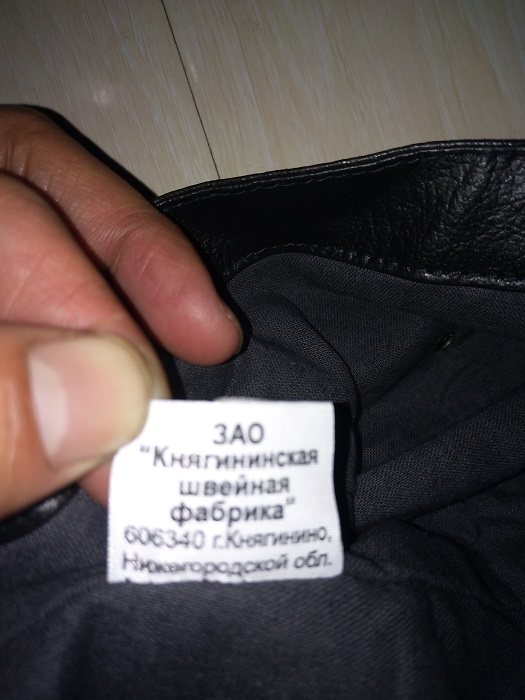 ЗАО
"Княгининская
швейная
фабрика"
606340 г.Княгинино,
Нижегородской обл.